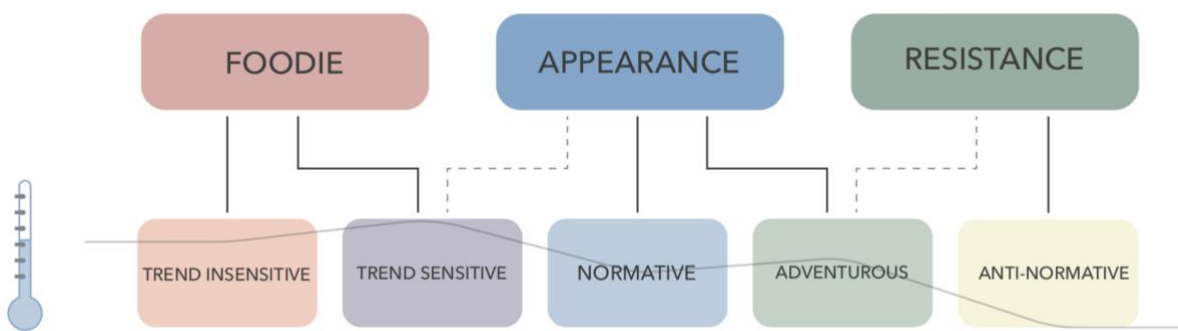 FOODIE
APPEARANCE
RESISTANCE
TREND INSENSITIVE
TREND SENSITIVE
NORMATIVE
ADVENTUROUS
ANTI-NORMATIVE